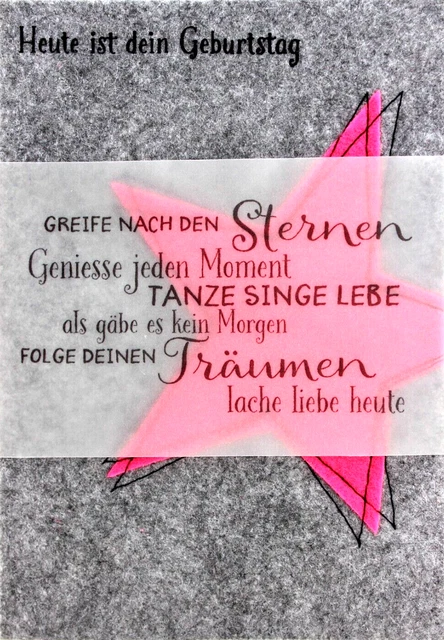 Heute ist dein Geburtstag
GREIFE NACH DEN Sternen
Geniesse jeden Moment
TANZE SINGE LEBE
als gäbe es kein Morgen
FOLGE DEINEN Träumen
lache liebe heute